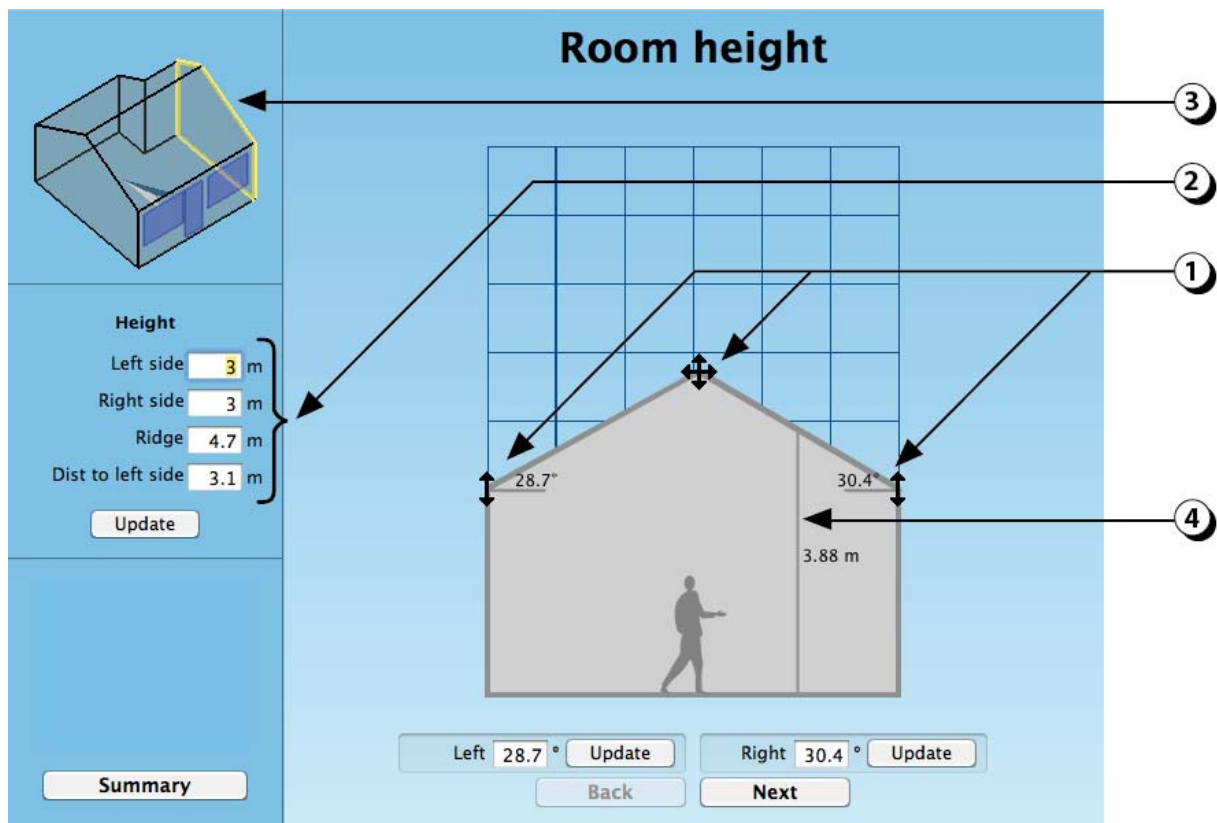 Room height
3
2
1
Height
Left side 3 m
Right side 3 m
Ridge 4.7 m
Dist to left side 3.1 m
Update
28.7°
30.4°
4
3.88 m
Left 28.7 ° Update
Right 30.4 ° Update
Summary
Back
Next